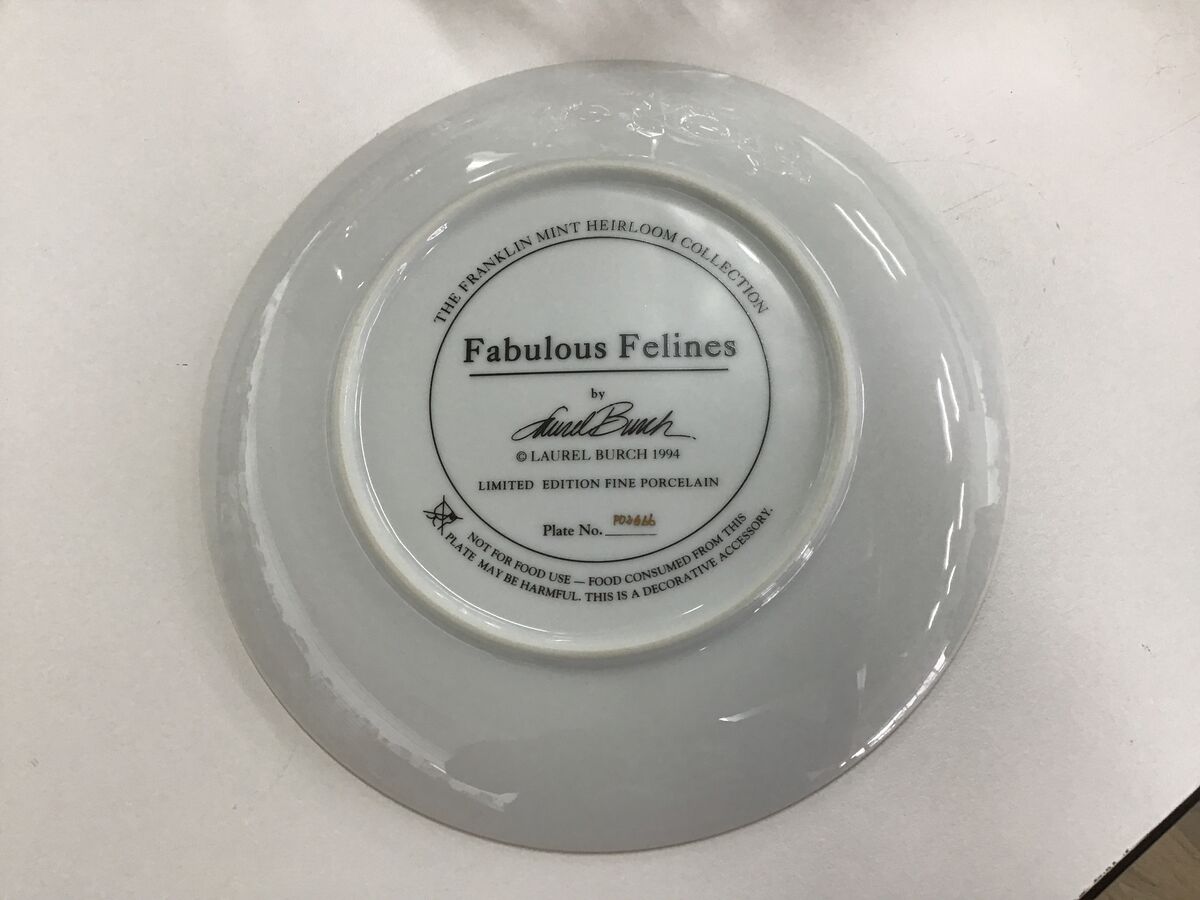 THE FRANKLIN MINT HEIRLOOM COLLECTION
Fabulous Felines
by
Laurel Burch
© LAUREL BURCH 1994
LIMITED EDITION FINE PORCELAIN
Plate No.
NOT FOR FOOD USE — FOOD CONSUMED FROM THIS
PLATE MAY BE HARMFUL. THIS IS A DECORATIVE ACCESSORY.